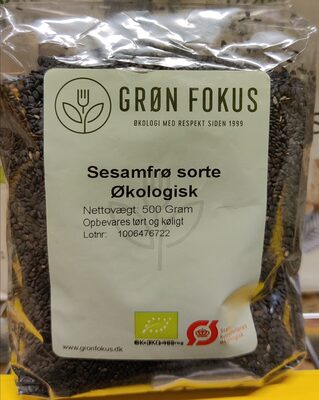 GRØN FOKUS
ØKOLOGI MED RESPEKT SIDEN 1999
Sesamfrø sorte
Økologisk
Nettovægt: 500 Gram
Opbevares tørt og køligt
Lotnr: 1006476722
Ø
www.grønfokus.dk